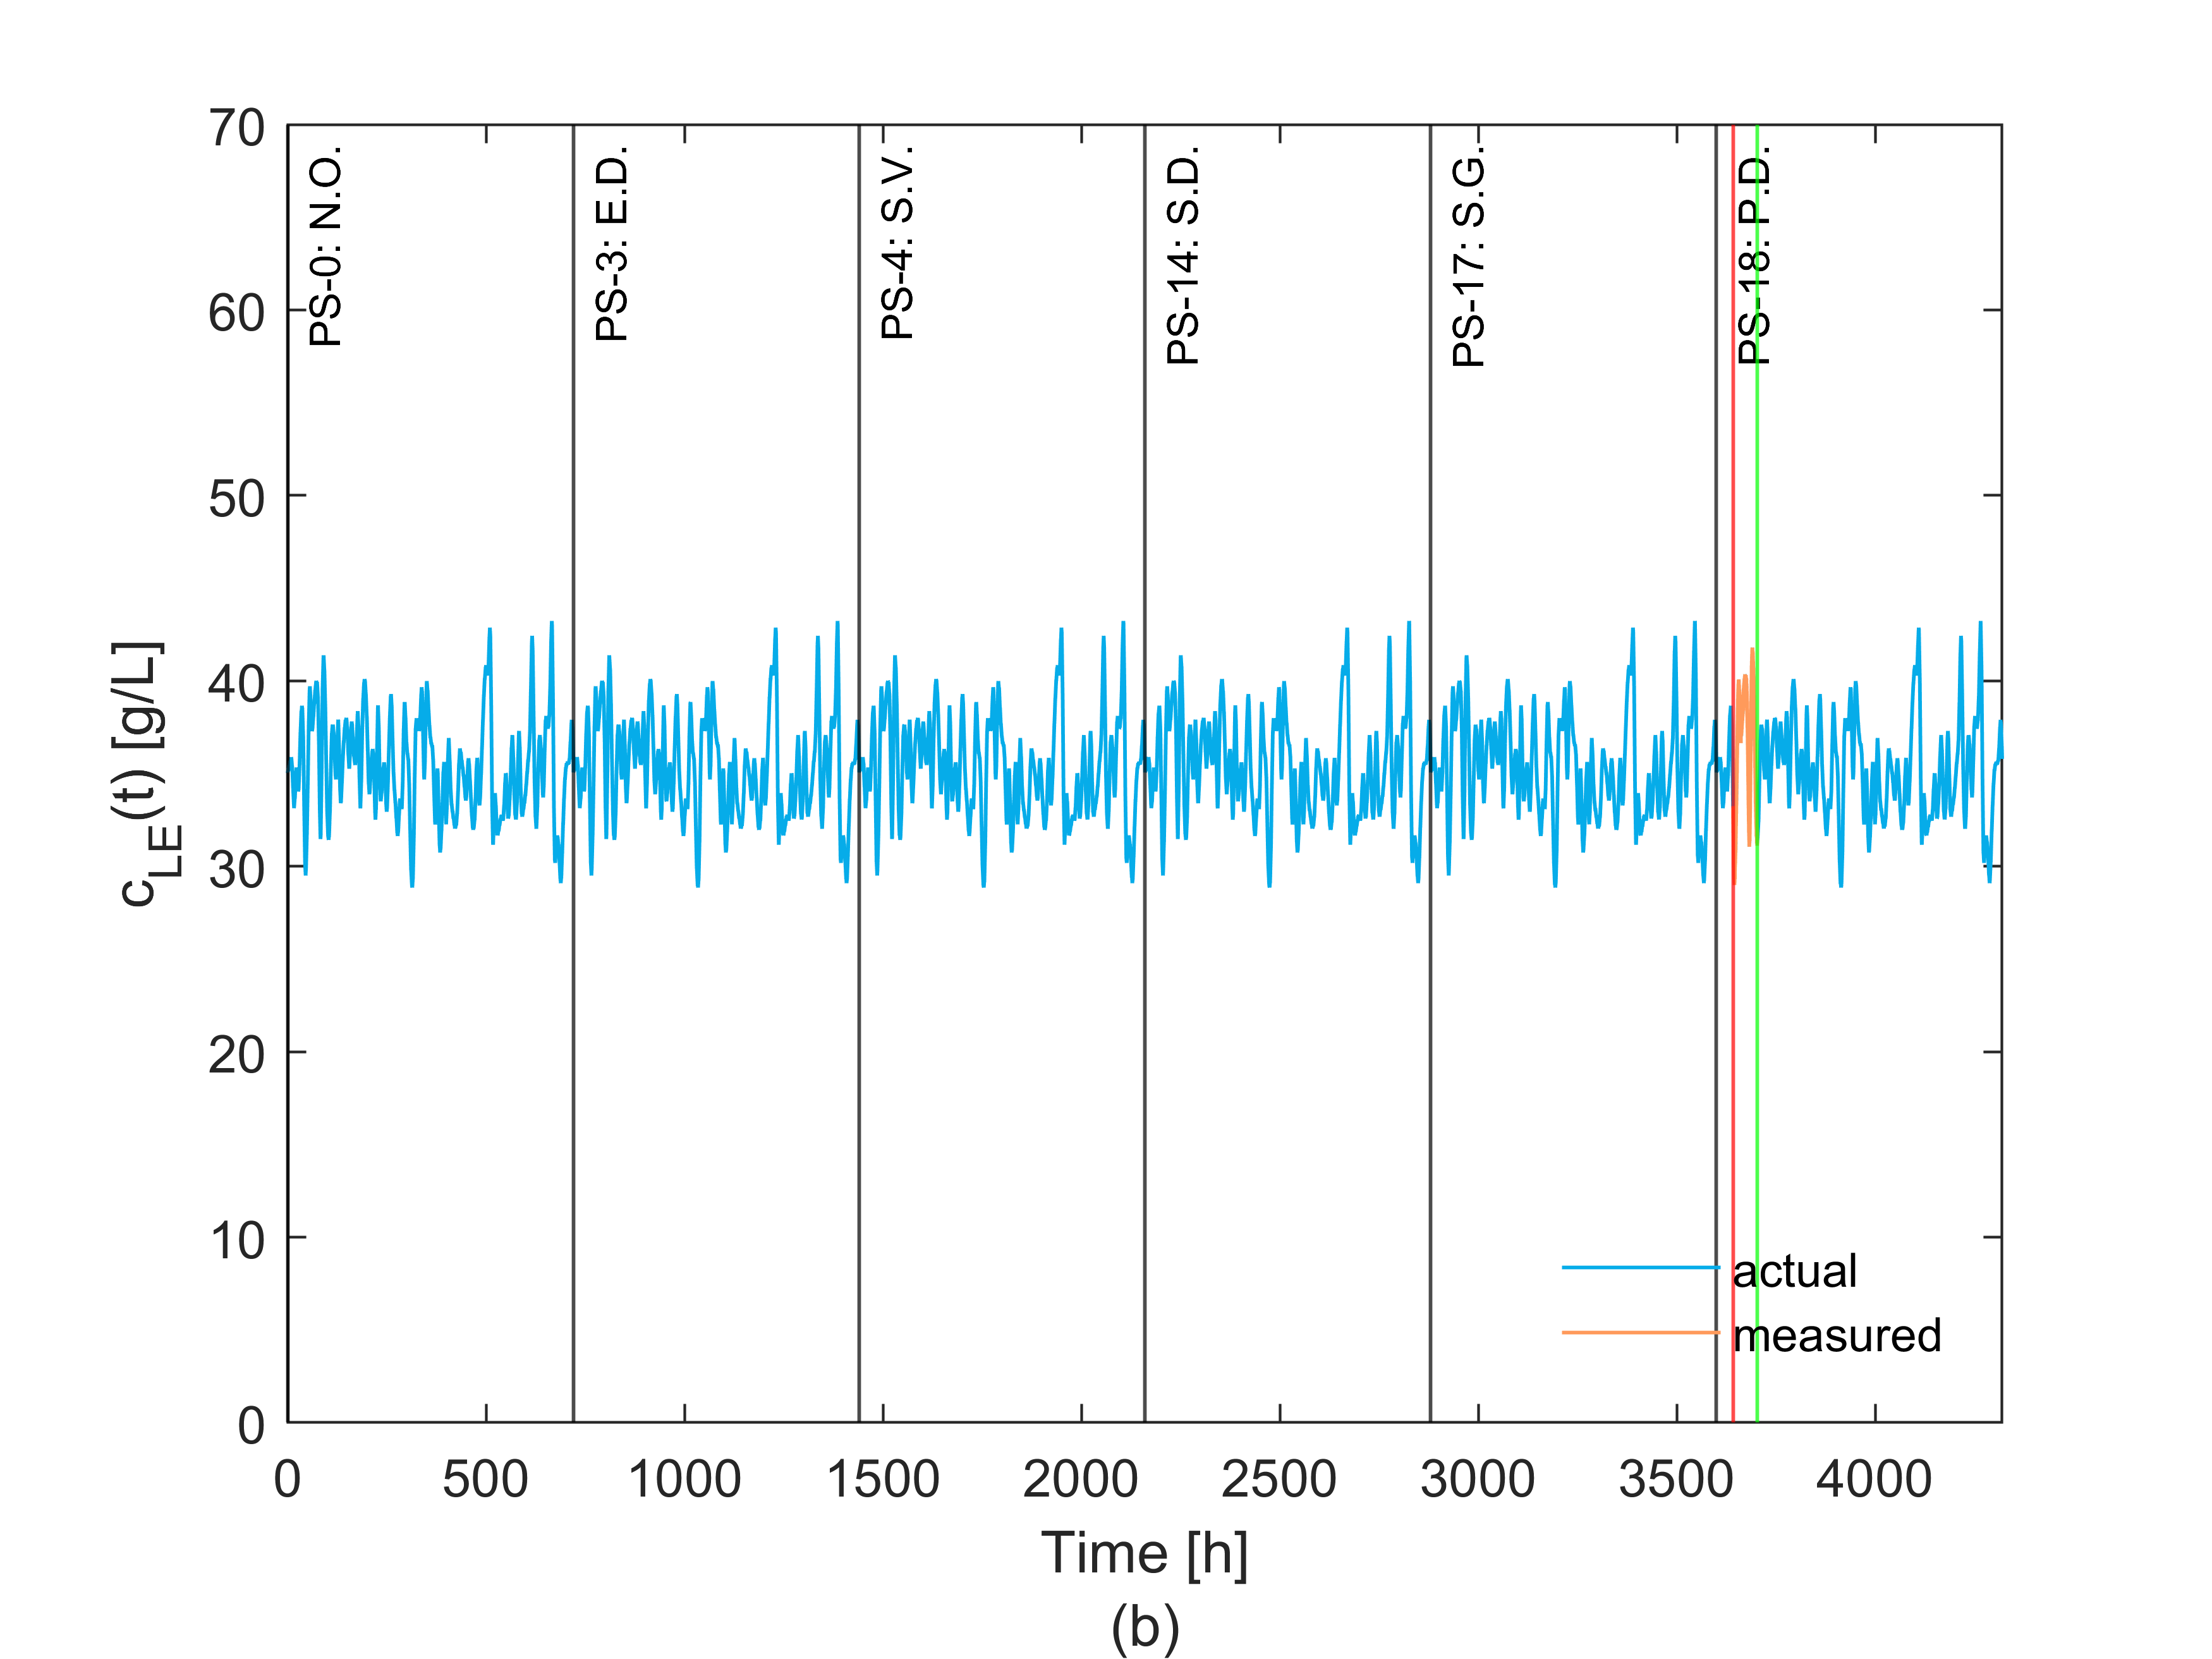 70
60
50
40
30
20
10
0
c_LE(t) [g/L]
PS-0: N.O.
PS-3: E.D.
PS-4: S.V.
PS-14: S.D.
PS-17: S.G.
PS-18: P.D.
actual
measured
0 500 1000 1500 2000 2500 3000 3500 4000
Time [h]
(b)